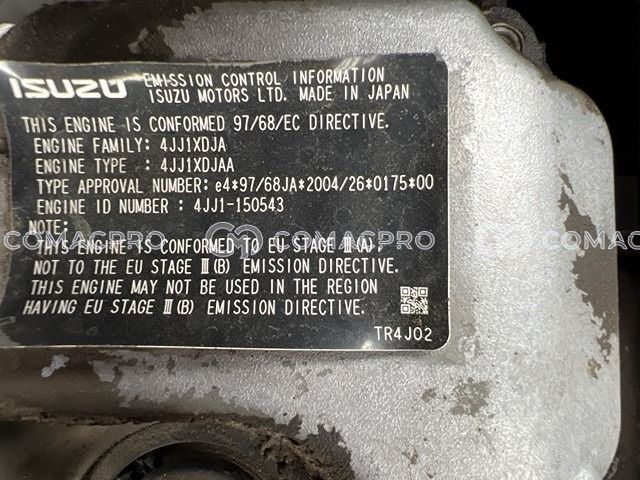 ISUZU EMISSION CONTROL INFORMATION
ISUZU MOTORS LTD. MADE IN JAPAN
THIS ENGINE IS CONFORMED 97/68/EC DIRECTIVE.
ENGINE FAMILY: 4JJ1XDJA
ENGINE TYPE : 4JJ1XDJAA
TYPE APPROVAL NUMBER: e4*97/68JA*2004/26*0175*00
ENGINE ID NUMBER : 4JJ1-150543
NOTE:
COMACPRO COMACPRO COMACPRO
THIS ENGINE IS CONFORMED TO EU STAGE Ⅲ(A).
NOT TO THE EU STAGE Ⅲ(B) EMISSION DIRECTIVE.
THIS ENGINE MAY NOT BE USED IN THE REGION
HAVING EU STAGE Ⅲ(B) EMISSION DIRECTIVE.
TR4J02